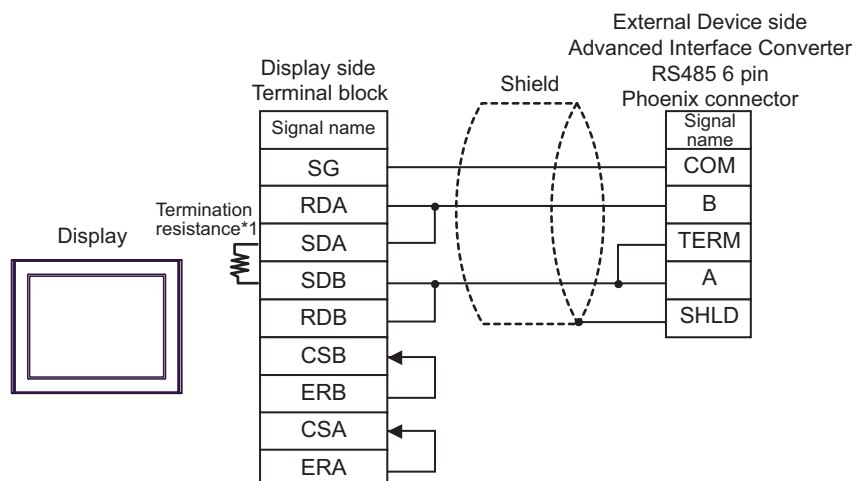 External Device side
Advanced Interface Converter
RS485 6 pin
Phoenix connector
Display side
Terminal block
Shield
Signal name
Signal
name
SG
COM
RDA
B
Termination
resistance*1
SDA
TERM
Display
SDB
A
RDB
SHLD
CSB
ERB
CSA
ERA